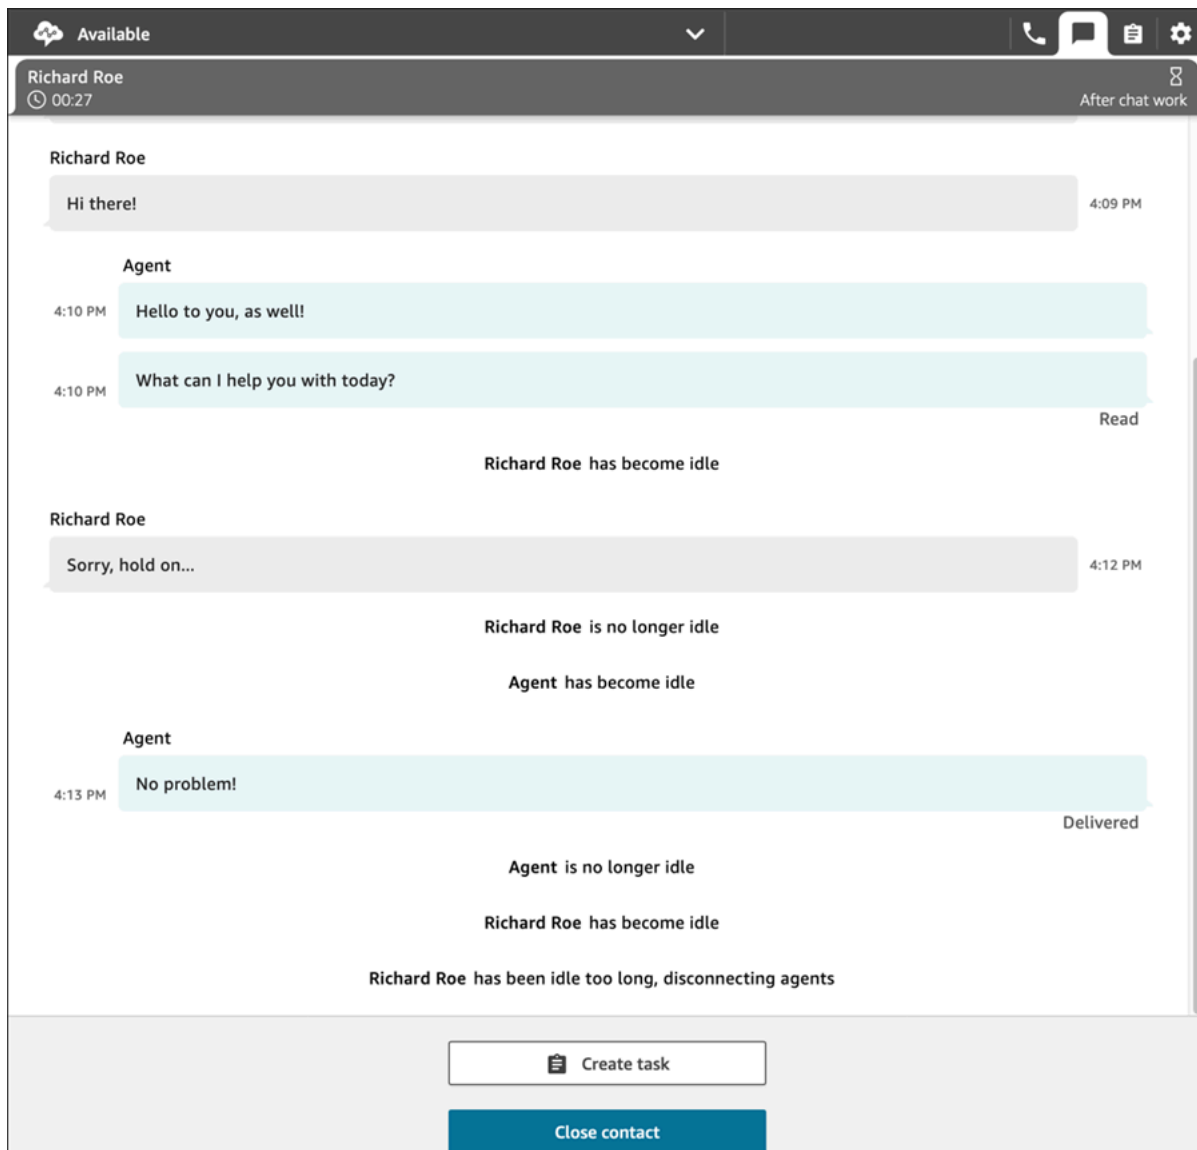 Available
Richard Roe
00:27
After chat work
Richard Roe
Hi there!
4:09 PM
Agent
4:10 PM
Hello to you, as well!
4:10 PM
What can I help you with today?
Read
Richard Roe has become idle
Richard Roe
Sorry, hold on...
4:12 PM
Richard Roe is no longer idle
Agent has become idle
Agent
4:13 PM
No problem!
Delivered
Agent is no longer idle
Richard Roe has become idle
Richard Roe has been idle too long, disconnecting agents
Create task
Close contact